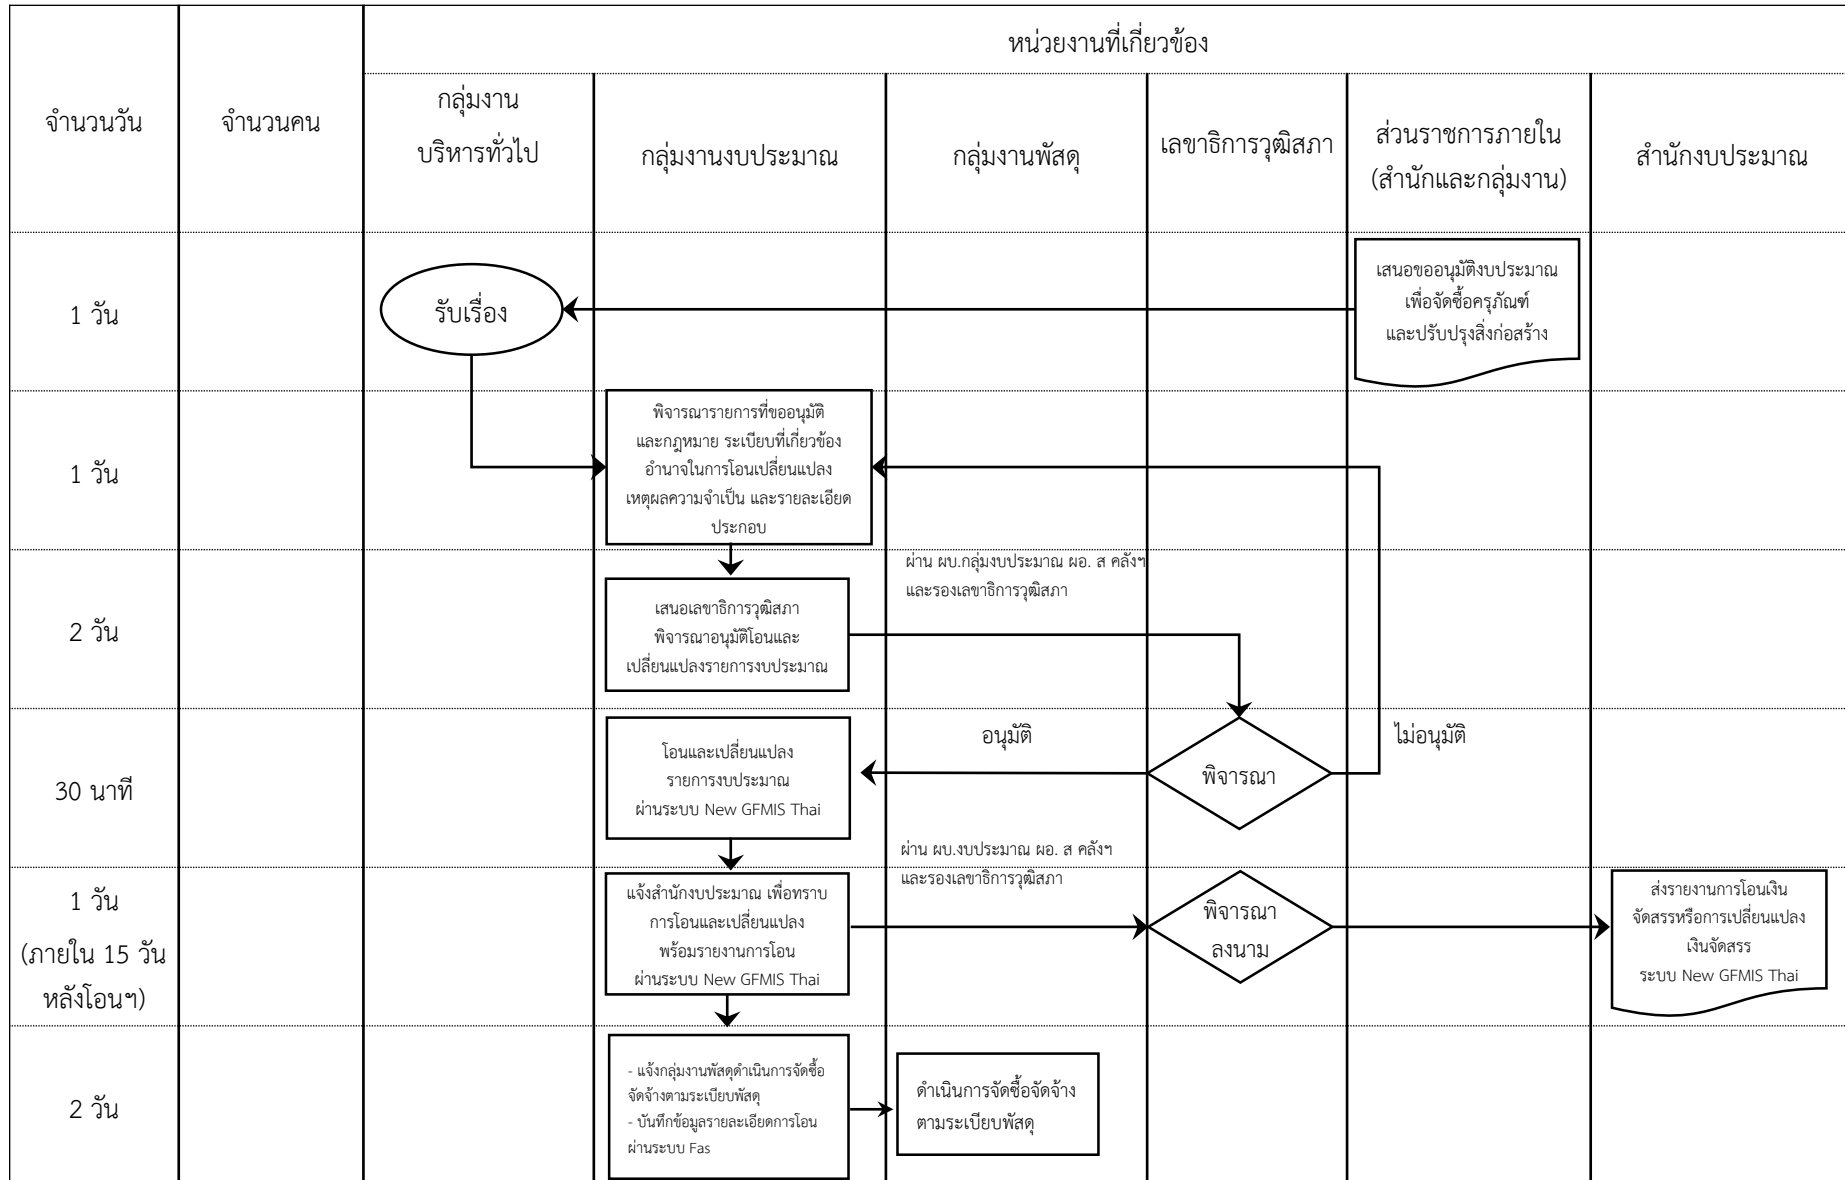 หน่วยงานที่เกี่ยวข้อง
จำนวนวัน
จำนวนคน
กลุ่มงาน
บริหารทั่วไป
กลุ่มงานงบประมาณ
กลุ่มงานพัสดุ
เลขาธิการวุฒิสภา
ส่วนราชการภายใน
(สำนักและกลุ่มงาน)
สำนักงบประมาณ
1 วัน
รับเรื่อง
เสนอขออนุมัติงบประมาณ
เพื่อจัดซื้อครุภัณฑ์
และปรับปรุงสิ่งก่อสร้าง
1 วัน
พิจารณารายการที่ขออนุมัติ
และกฎหมาย ระเบียบที่เกี่ยวข้อง
อำนาจในการโอนเปลี่ยนแปลง
เหตุผลความจำเป็น และรายละเอียด
ประกอบ
2 วัน
เสนอเลขาธิการวุฒิสภา
พิจารณาอนุมัติโอนและ
เปลี่ยนแปลงรายการงบประมาณ
ผ่าน ผบ.กลุ่มงบประมาณ ผอ. ส คลังฯ
และรองเลขาธิการวุฒิสภา
30 นาที
โอนและเปลี่ยนแปลง
รายการงบประมาณ
ผ่านระบบ New GFMIS Thai
อนุมัติ
พิจารณา
ไม่อนุมัติ
1 วัน
(ภายใน 15 วัน
หลังโอนฯ)
แจ้งสำนักงบประมาณ เพื่อทราบ
การโอนและเปลี่ยนแปลง
พร้อมรายงานการโอน
ผ่านระบบ New GFMIS Thai
ผ่าน ผบ.งบประมาณ ผอ. ส คลังฯ
และรองเลขาธิการวุฒิสภา
พิจารณา
ลงนาม
ส่งรายงานการโอนเงิน
จัดสรรหรือการเปลี่ยนแปลง
เงินจัดสรร
ระบบ New GFMIS Thai
2 วัน
- แจ้งกลุ่มงานพัสดุดำเนินการจัดซื้อ
จัดจ้างตามระเบียบพัสดุ
- บันทึกข้อมูลรายละเอียดการโอน
ผ่านระบบ Fas
ดำเนินการจัดซื้อจัดจ้าง
ตามระเบียบพัสดุ